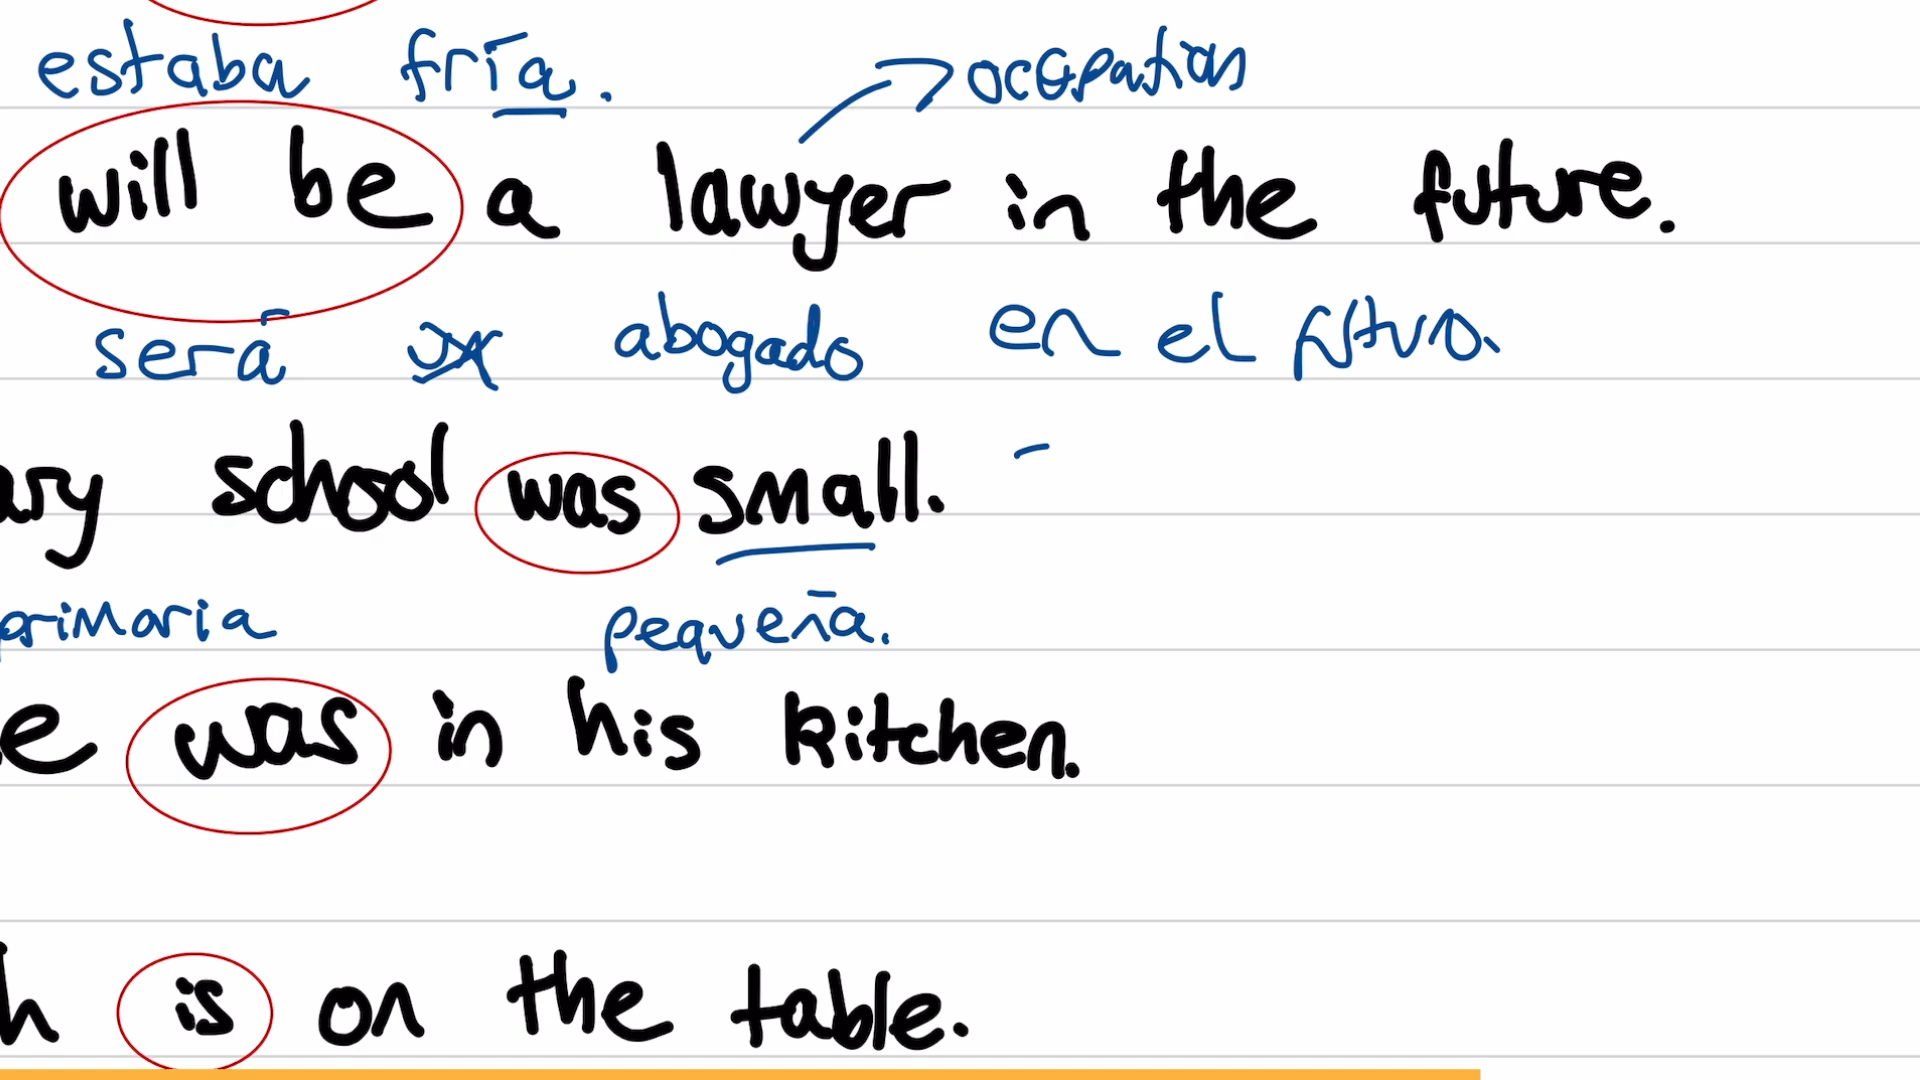 estaba fría. → ocupation
will be a lawyer in the future.
será abogado en el futuro.
ary school was small.
primaria pequeña.
e was in his kitchen.
h is on the table.